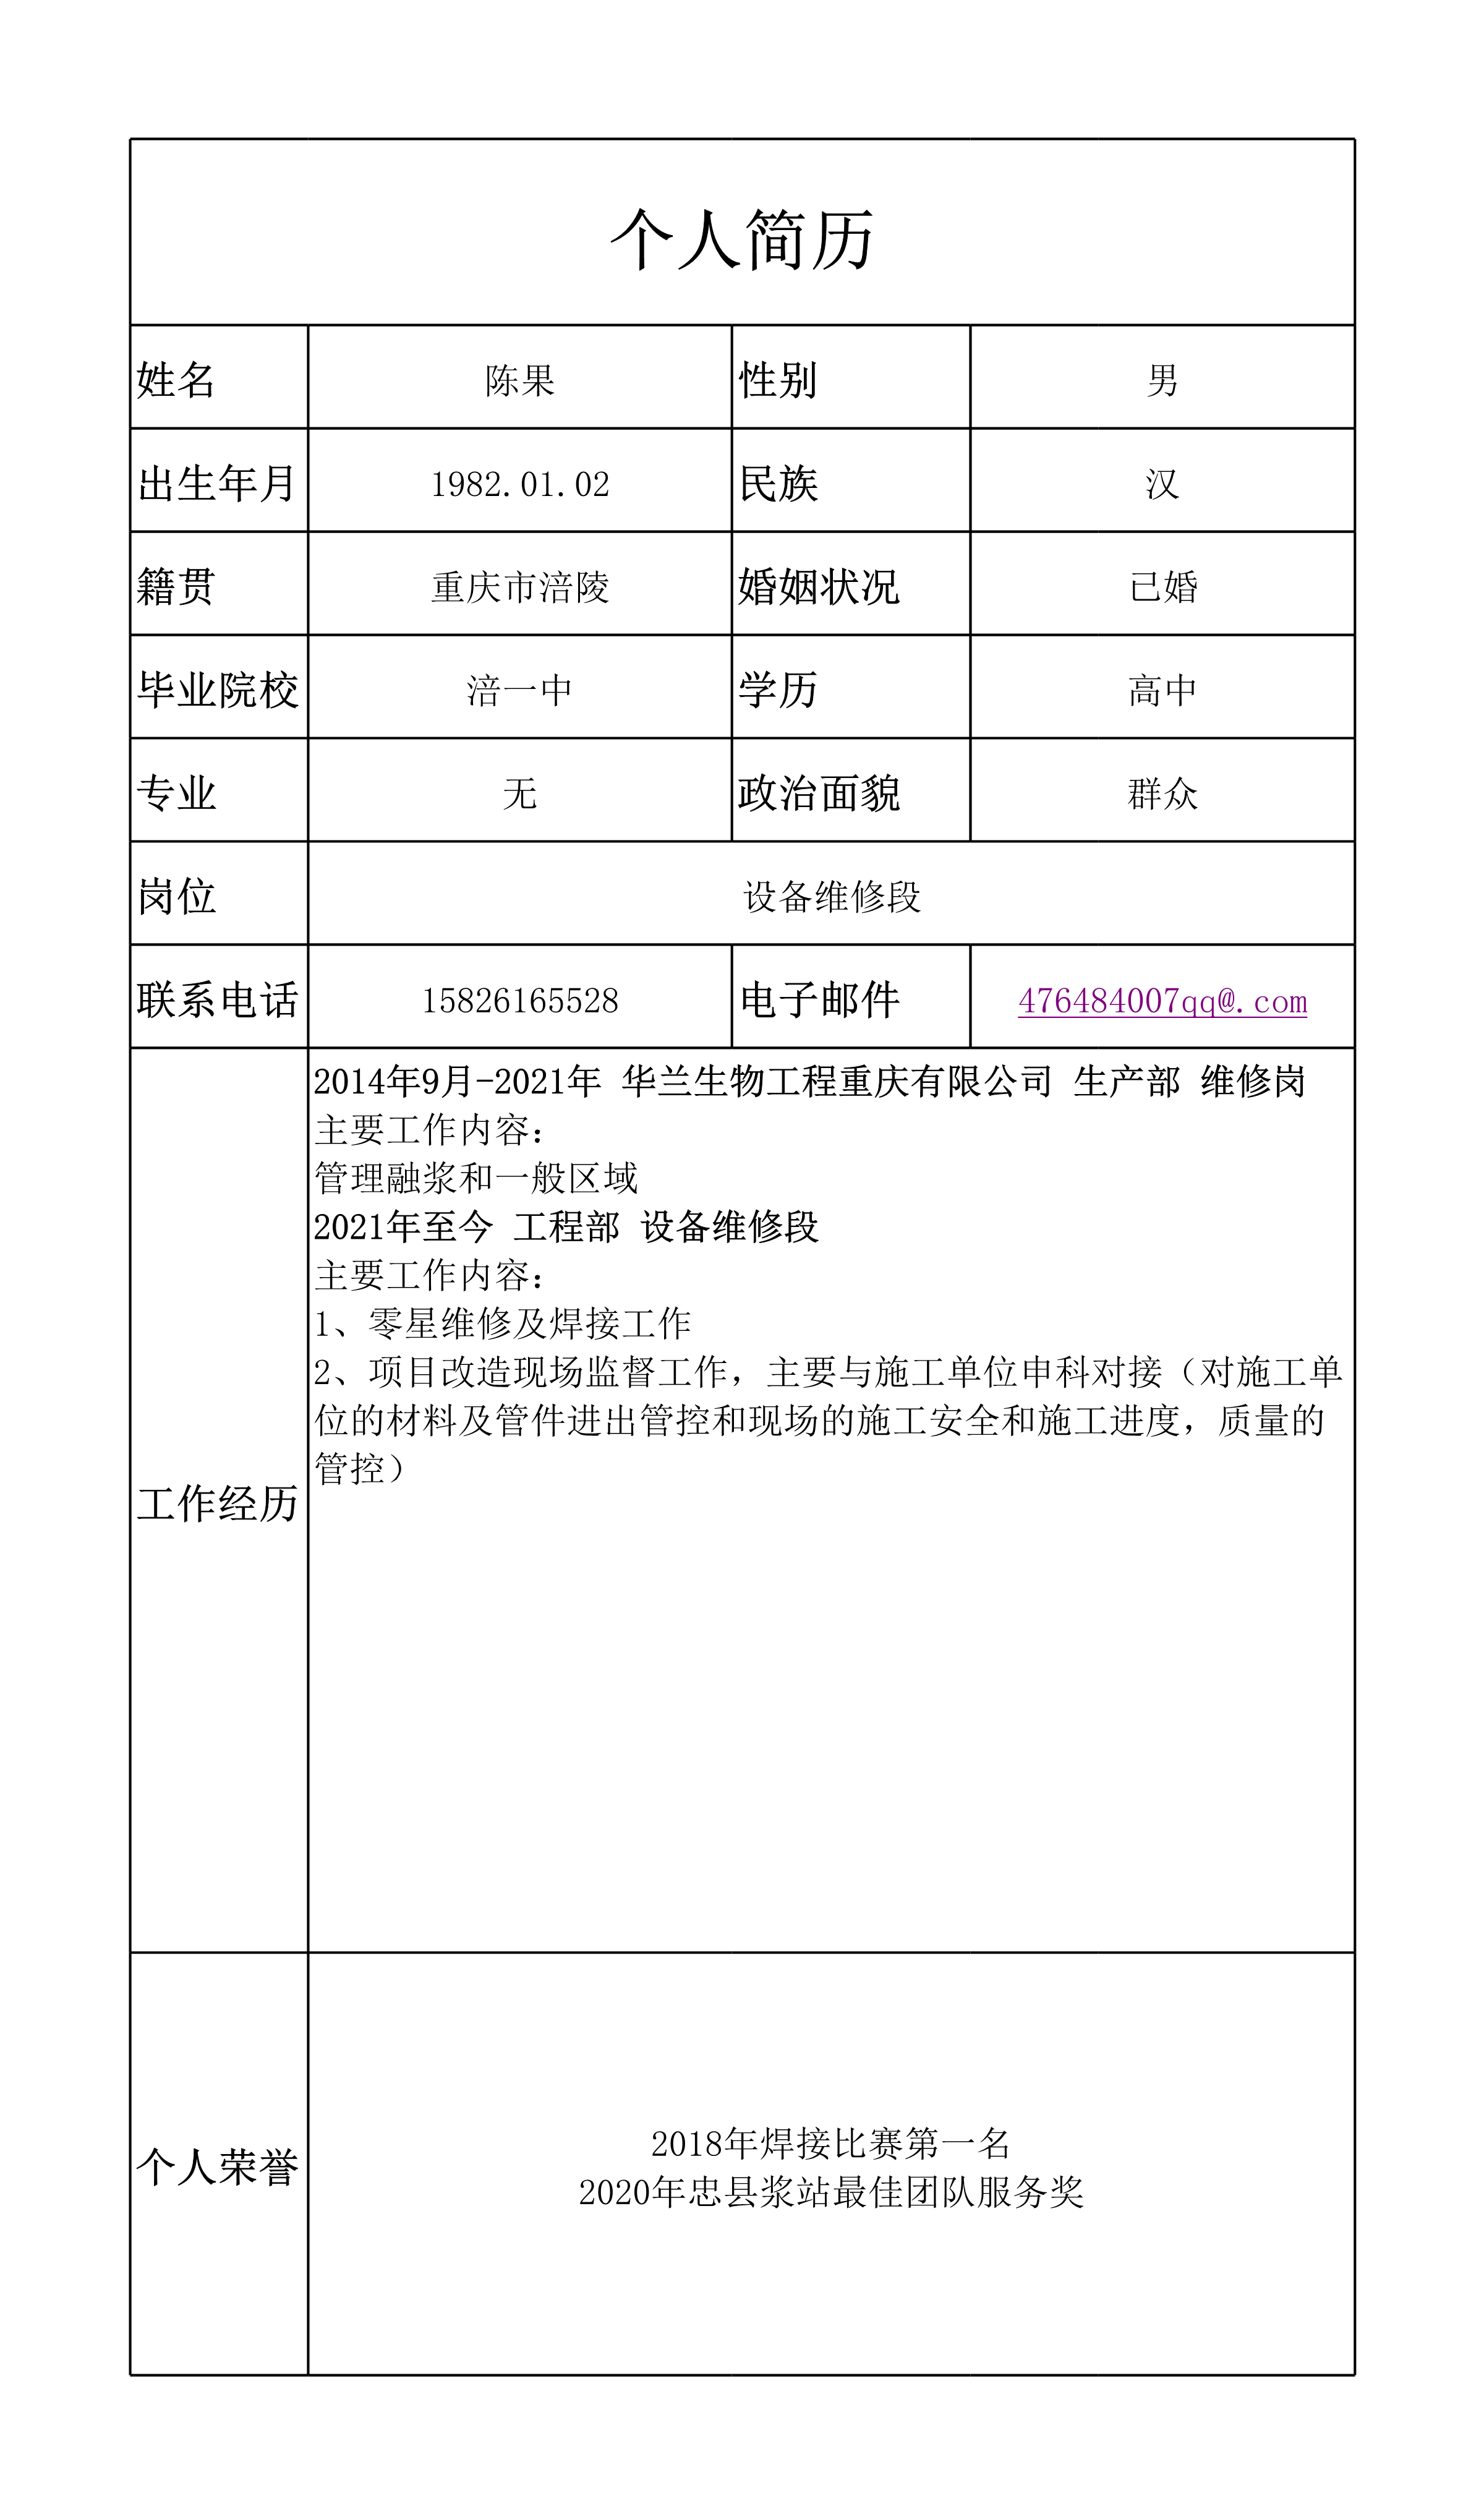 个人简历
姓名 陈果 性别 男
出生年月 1982.01.02 民族 汉
籍贯 重庆市涪陵 婚姻状况 已婚
毕业院校 涪一中 学历 高中
专业 无 政治面貌 群众
岗位 设备维修段
联系电话 15826165528 电子邮件 476484007qq@.com
工作经历
2014年9月-2021年 华兰生物工程重庆有限公司 生产部 维修岗
主要工作内容：
管理融浆和一般区域
2021年至今 工程部 设备维修段
主要工作内容：
1、零星维修及焊接工作
2、项目改造现场监督工作，主要与施工单位申科对接（对施工单
位的材料及管件进出管控和现场的施工安全和施工进度，质量的
管控）
个人荣誉
2018年焊接比赛第一名
2020年忠县浆站最佳团队服务奖